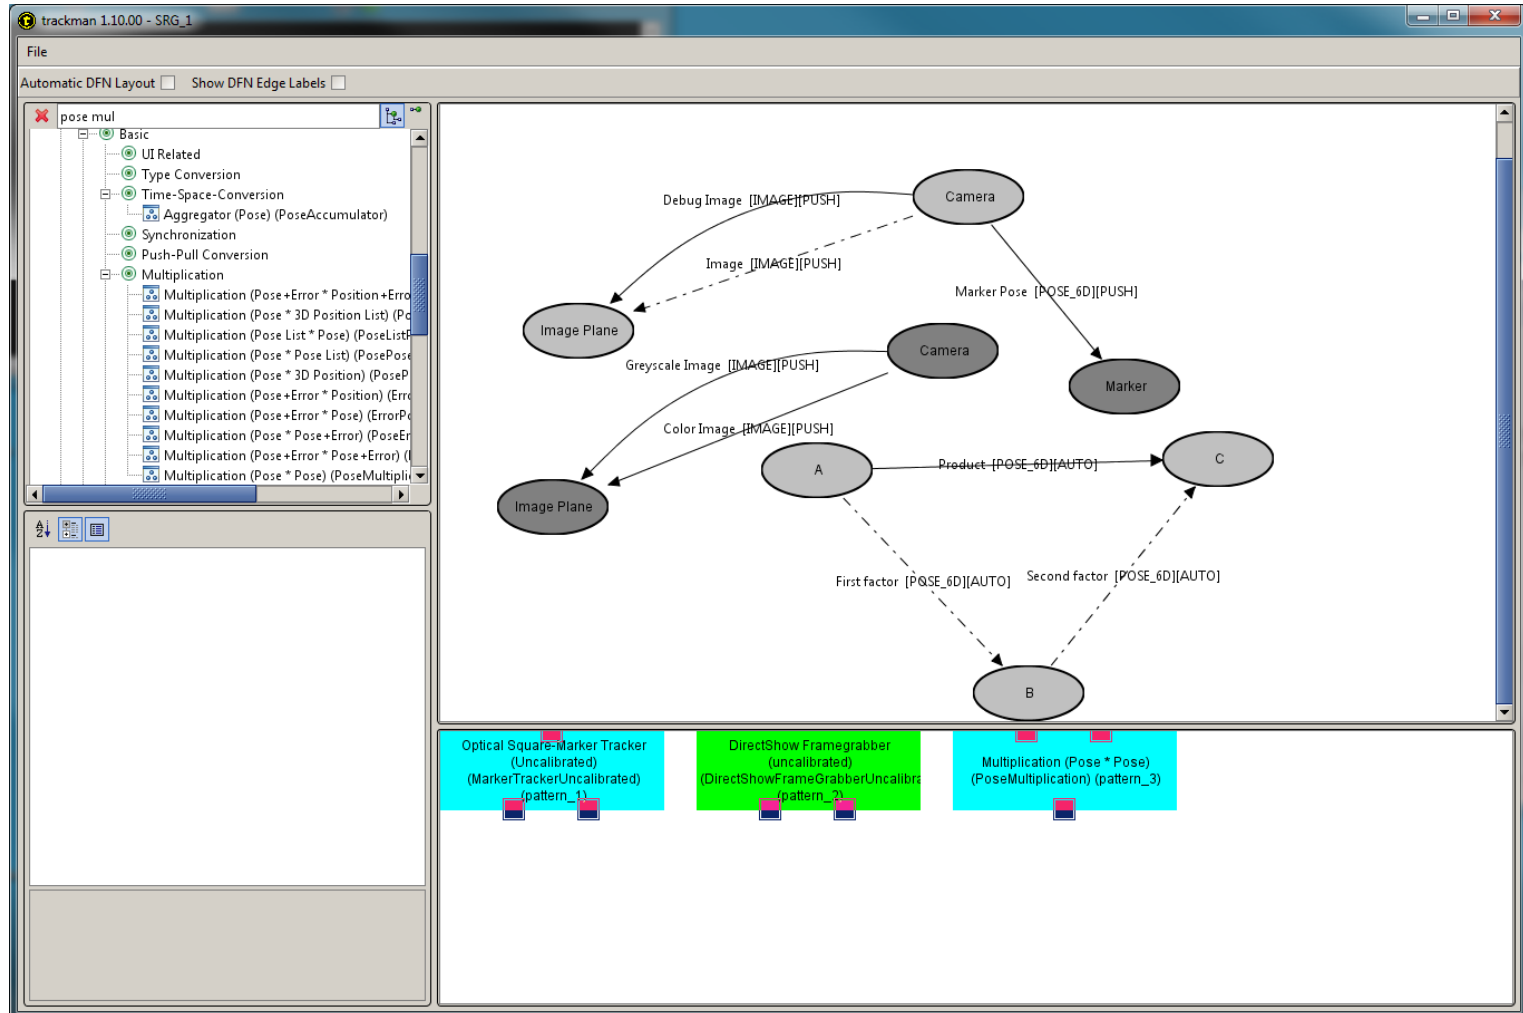 trackman 1.10.00 - SRG_1
File
Automatic DFN Layout
Show DFN Edge Labels
pose mul
Basic
UI Related
Type Conversion
Time-Space-Conversion
Aggregator (Pose) (PoseAccumulator)
Synchronization
Push-Pull Conversion
Multiplication
Multiplication (Pose+Error * Position+Erro
Multiplication (Pose * 3D Position List) (Po
Multiplication (Pose List * Pose) (PoseListP
Multiplication (Pose * Pose List) (PosePose
Multiplication (Pose * 3D Position) (PoseP
Multiplication (Pose+Error * Position) (Erro
Multiplication (Pose+Error * Pose) (ErrorPo
Multiplication (Pose * Pose+Error) (PoseEr
Multiplication (Pose+Error * Pose+Error) (
Multiplication (Pose * Pose) (PoseMultipli
Camera
Debug Image [IMAGE][PUSH]
Image [IMAGE][PUSH]
Marker Pose [POSE_6D][PUSH]
Image Plane
Camera
Greyscale Image [IMAGE][PUSH]
Marker
Color Image [IMAGE][PUSH]
A
Product [POSE_6D][AUTO]
C
Image Plane
First factor [POSE_6D][AUTO]
Second factor [POSE_6D][AUTO]
B
Optical Square-Marker Tracker
(Uncalibrated)
(MarkerTrackerUncalibrated)
(pattern_1)
DirectShow Framegrabber
(uncalibrated)
(DirectShowFrameGrabberUncalibra
(pattern_2)
Multiplication (Pose * Pose)
(PoseMultiplication) (pattern_3)